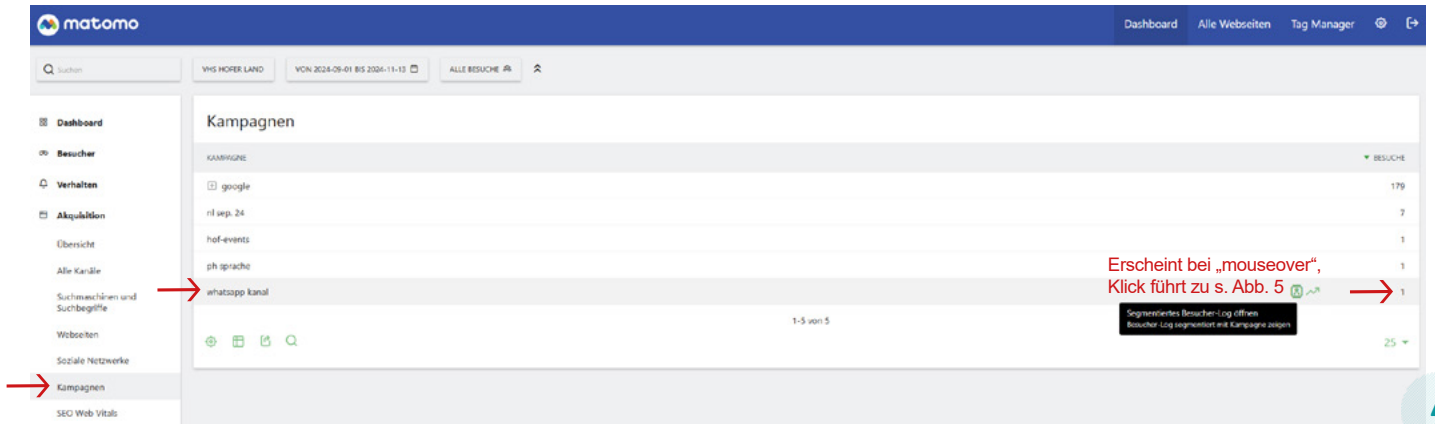 matomo
Dashboard Alle Webseiten Tag Manager
Suchen
VHS HOFER LAND VON 2024-09-01 BIS 2024-11-13 ALLE BESUCHE
Dashboard
Besucher
Verhalten
Akquisition
Übersicht
Alle Kanäle
Suchmaschinen und
Suchbegriffe
Webseiten
Soziale Netzwerke
Kampagnen
SEO Web Vitals
Kampagnen
KAMPAGNE BESUCHE
google 179
nl sep. 24 7
hof-events 1
ph sprache 1
whatsapp kanal 1
Erscheint bei „mouseover“,
Klick führt zu s. Abb. 5
Segmentiertes Besucher-Log öffnen
Besucher-Log segmentiert mit Kampagne zeigen
1-5 von 5
25